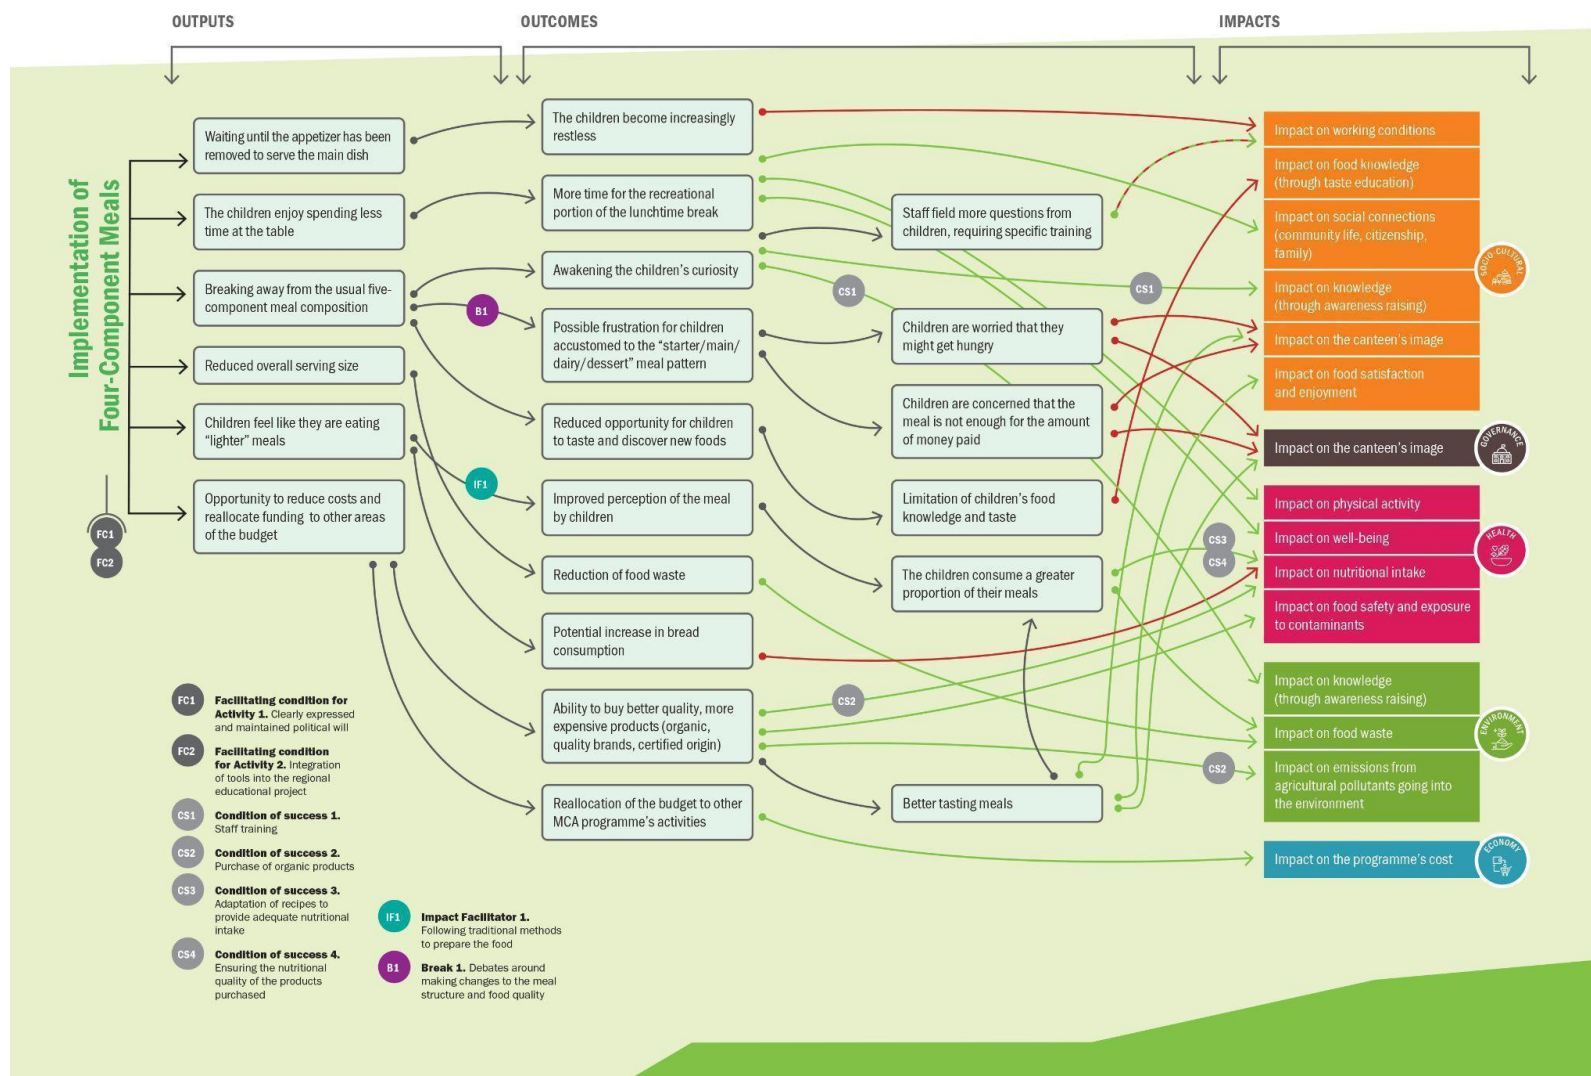 OUTPUTS
OUTCOMES
IMPACTS
Implementation of
Four-Component Meals
FC1
FC2
Waiting until the appetizer has been
removed to serve the main dish
The children enjoy spending less
time at the table
Breaking away from the usual five-
component meal composition
Reduced overall serving size
Children feel like they are eating
“lighter” meals
Opportunity to reduce costs and
reallocate funding to other areas
of the budget
B1
IF1
The children become increasingly
restless
More time for the recreational
portion of the lunchtime break
Awakening the children’s curiosity
Possible frustration for children
accustomed to the “starter/main/
dairy/dessert” meal pattern
Reduced opportunity for children
to taste and discover new foods
Improved perception of the meal
by children
Reduction of food waste
Potential increase in bread
consumption
Ability to buy better quality, more
expensive products (organic,
quality brands, certified origin)
Reallocation of the budget to other
MCA programme’s activities
CS1
CS2
Staff field more questions from
children, requiring specific training
Children are worried that they
might get hungry
Children are concerned that the
meal is not enough for the amount
of money paid
Limitation of children’s food
knowledge and taste
The children consume a greater
proportion of their meals
Better tasting meals
CS1
CS3
CS4
CS2
Impact on working conditions
Impact on food knowledge
(through taste education)
Impact on social connections
(community life, citizenship,
family)
Impact on knowledge
(through awareness raising)
Impact on the canteen’s image
Impact on food satisfaction
and enjoyment
SOCIO-CULTURAL
Impact on the canteen’s image
GOVERNANCE
Impact on physical activity
Impact on well-being
Impact on nutritional intake
Impact on food safety and exposure
to contaminants
HEALTH
Impact on knowledge
(through awareness raising)
Impact on food waste
Impact on emissions from
agricultural pollutants going into
the environment
ENVIRONMENT
Impact on the programme’s cost
ECONOMY
FC1
Facilitating condition for
Activity 1. Clearly expressed
and maintained political will
FC2
Facilitating condition
for Activity 2. Integration
of tools into the regional
educational project
CS1
Condition of success 1.
Staff training
CS2
Condition of success 2.
Purchase of organic products
CS3
Condition of success 3.
Adaptation of recipes to
provide adequate nutritional
intake
CS4
Condition of success 4.
Ensuring the nutritional
quality of the products
purchased
IF1
Impact Facilitator 1.
Following traditional methods
to prepare the food
B1
Break 1. Debates around
making changes to the meal
structure and food quality